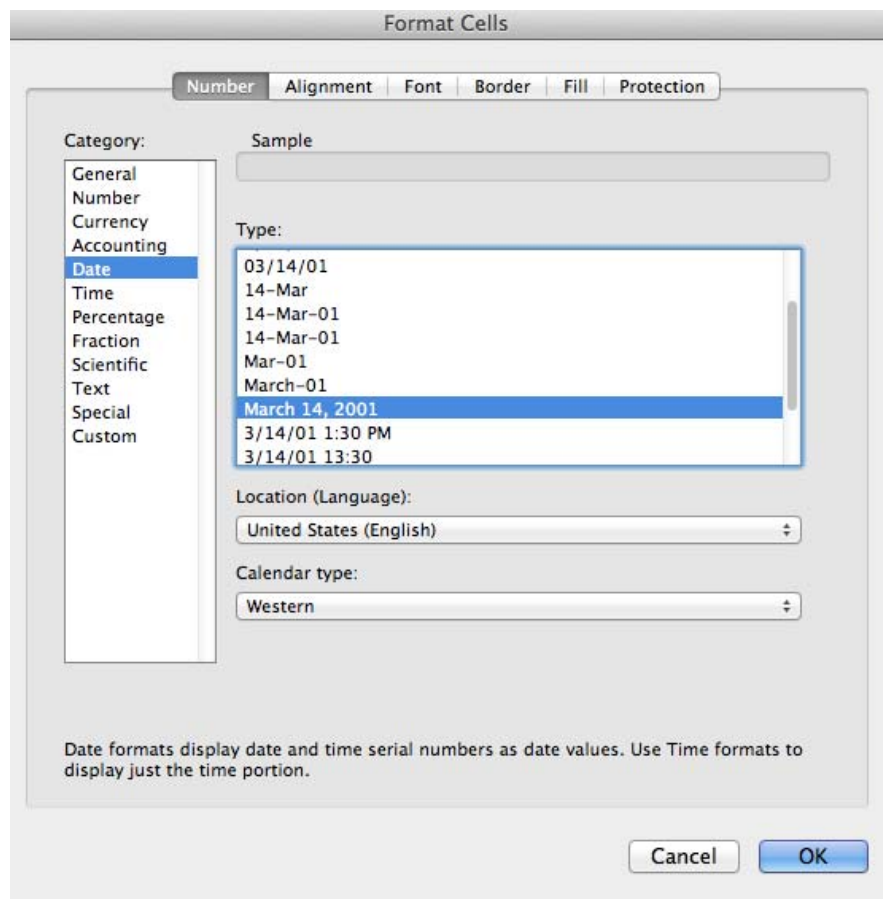 Format Cells
Number Alignment Font Border Fill Protection
Category:
General
Number
Currency
Accounting
Date
Time
Percentage
Fraction
Scientific
Text
Special
Custom
Sample
Type:
03/14/01
14-Mar
14-Mar-01
14-Mar-01
Mar-01
March-01
March 14, 2001
3/14/01 1:30 PM
3/14/01 13:30
Location (Language):
United States (English)
Calendar type:
Western
Date formats display date and time serial numbers as date values. Use Time formats to
display just the time portion.
Cancel OK